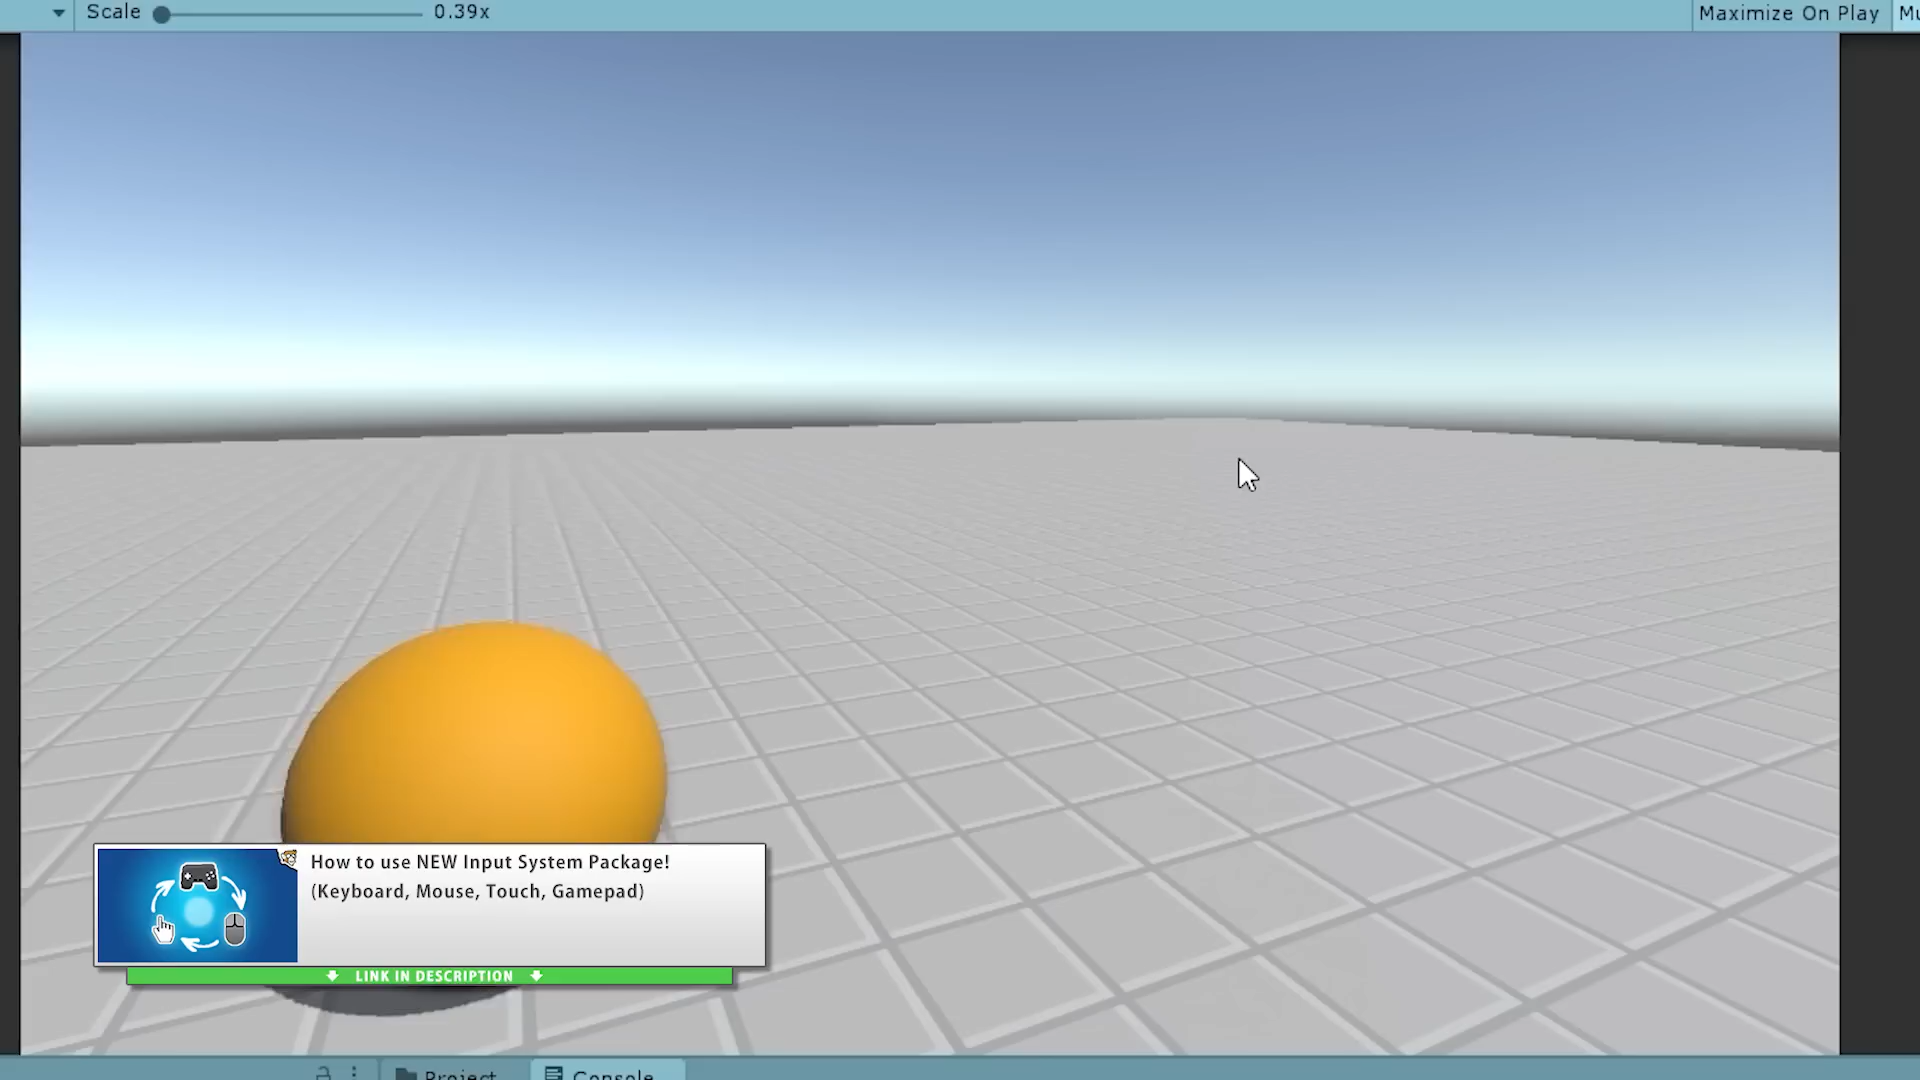 Scale 0.39x Maximize On Play
How to use NEW Input System Package!
(Keyboard, Mouse, Touch, Gamepad)
LINK IN DESCRIPTION
Project Console